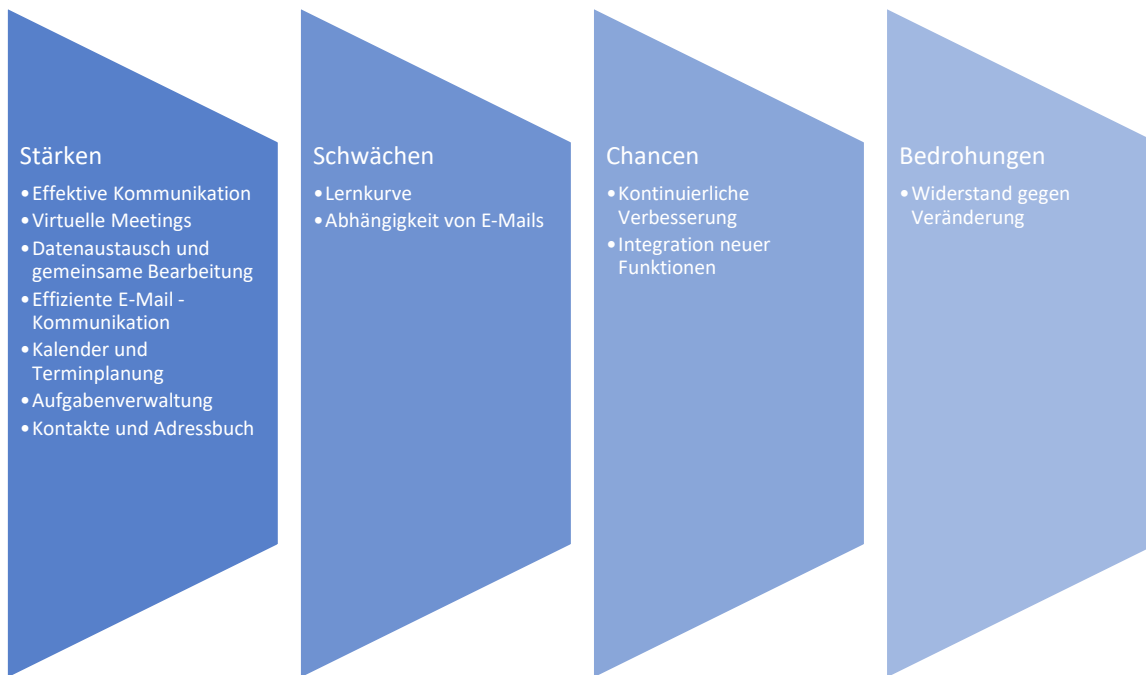 Stärken
•Effektive Kommunikation
•Virtuelle Meetings
•Datenaustausch und
gemeinsame Bearbeitung
•Effiziente E-Mail -
Kommunikation
•Kalender und
Terminplanung
•Aufgabenverwaltung
•Kontakte und Adressbuch
Schwächen
•Lernkurve
•Abhängigkeit von E-Mails
Chancen
•Kontinuierliche
Verbesserung
•Integration neuer
Funktionen
Bedrohungen
•Widerstand gegen
Veränderung